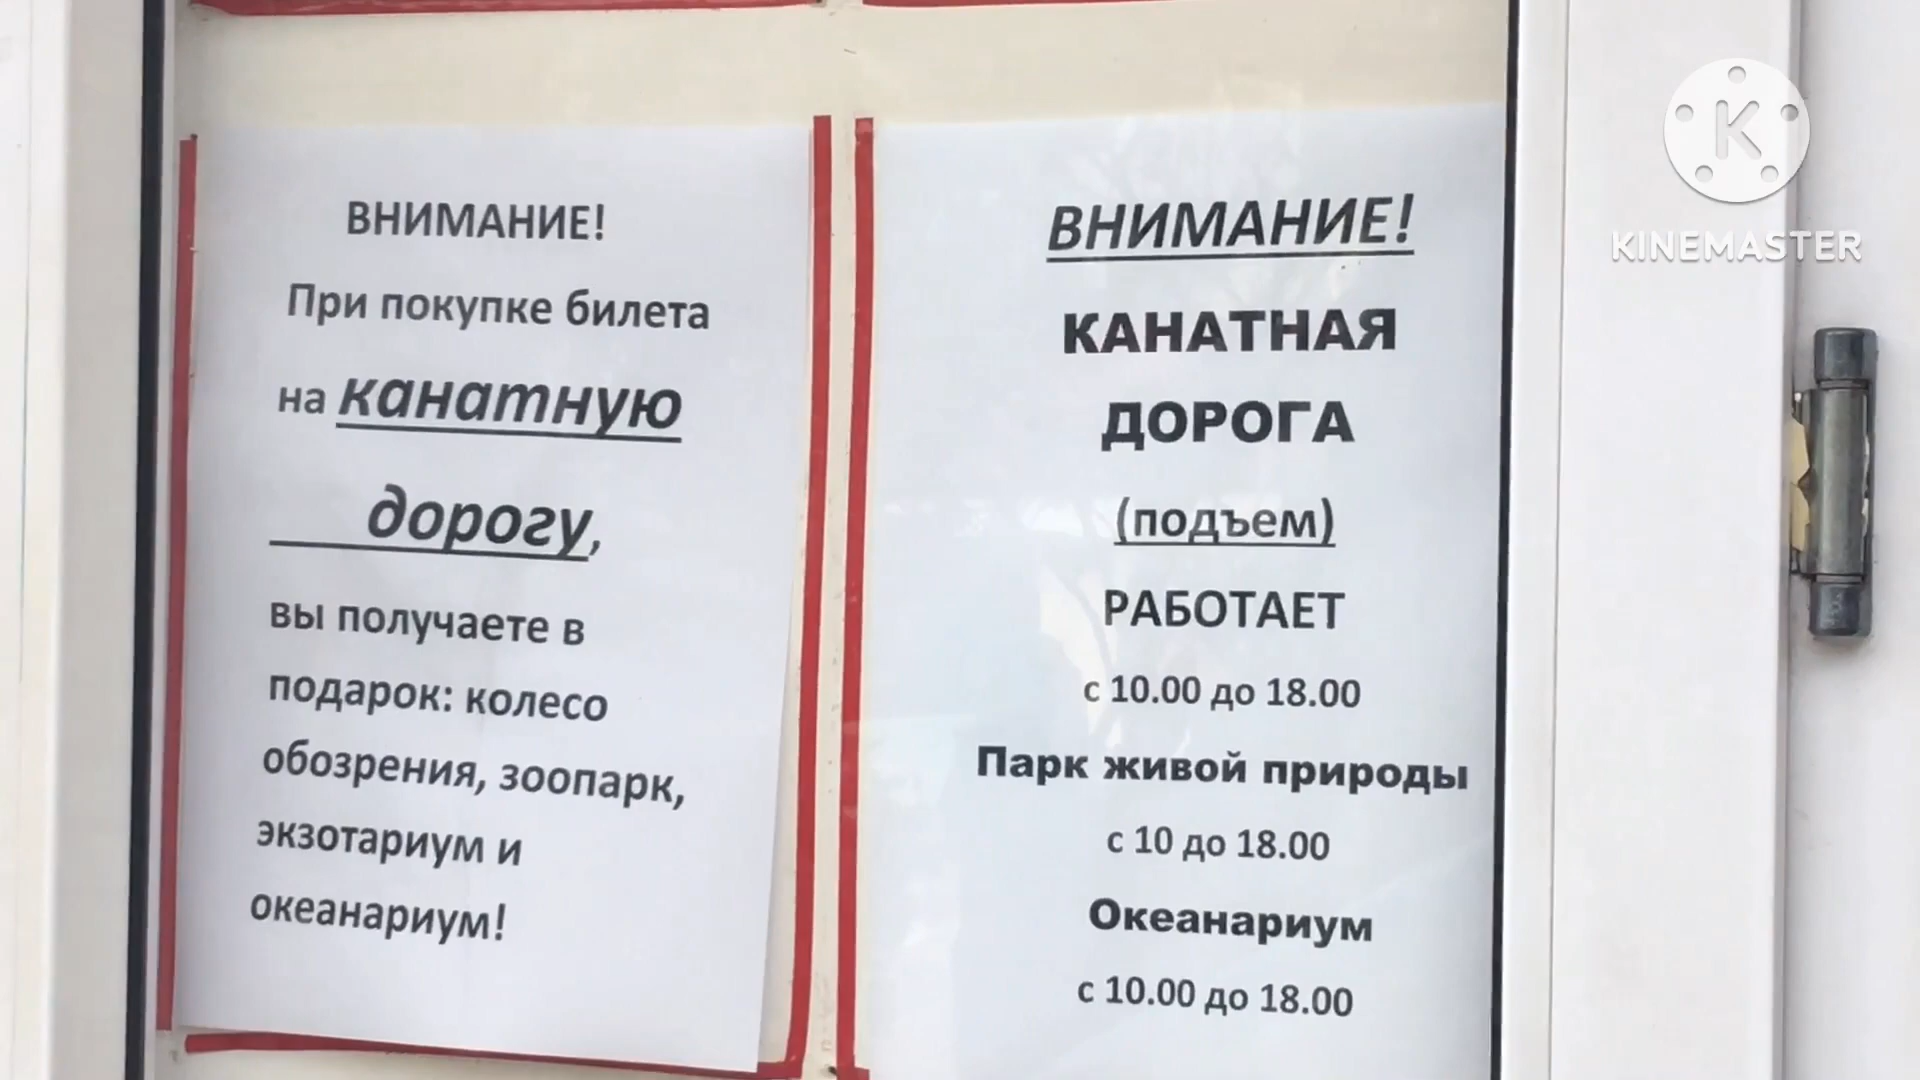 ВНИМАНИЕ!
При покупке билета
на канатную
дорогу,
вы получаете в
подарок: колесо
обозрения, зоопарк,
экзотариум и
океанариум!
ВНИМАНИЕ!
КАНАТНАЯ
ДОРОГА
(подъем)
РАБОТАЕТ
с 10.00 до 18.00
Парк живой природы
с 10 до 18.00
Океанариум
с 10.00 до 18.00
K
KINEMASTER